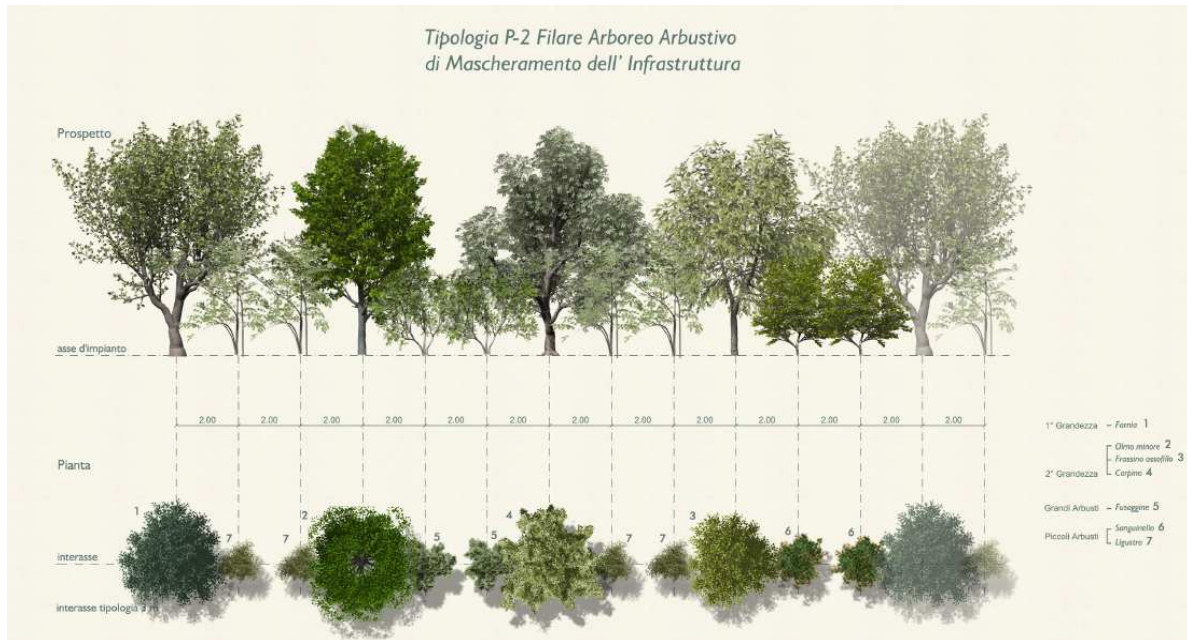 Tipologia P-2 Filare Arboreo Arbustivo
di Mascheramento dell' Infrastruttura
Prospetto
asse d'impianto
2.00 2.00 2.00 2.00 2.00 2.00 2.00 2.00 2.00 2.00 2.00 2.00 2.00
1° Grandezza – Farnia 1
Olmo minore 2
Frassino ossifillo 3
2° Grandezza Carpino 4
Pianta
1 2 4 3
Grandi Arbusti – Fusaggine 5
Sanguinello 6
Piccoli Arbusti
Ligustro 7
7 7 5 5 7 7 6 6
interasse
interasse tipologia 3 m